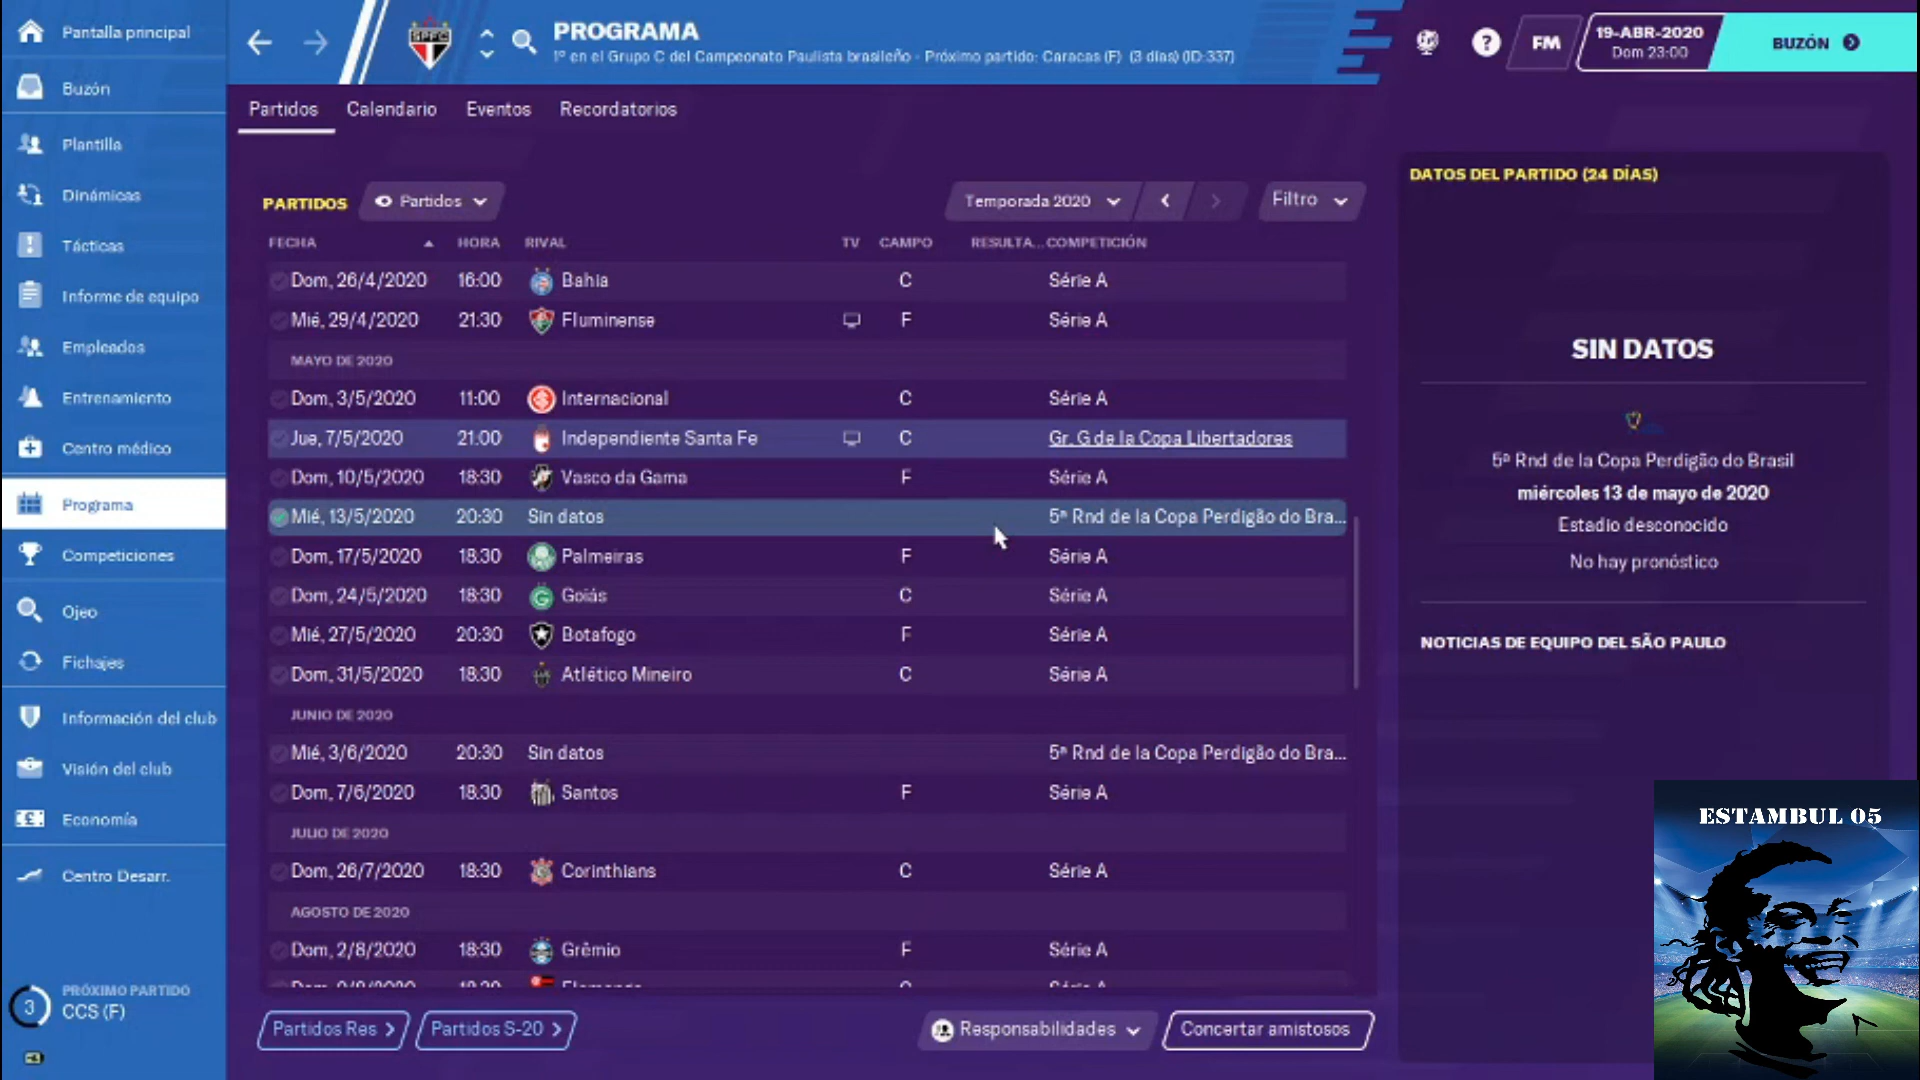 Pantalla principal
Buzón
Plantilla
Dinámicas
Tácticas
Informe de equipo
Empleados
Entrenamiento
Centro médico
Programa
Competiciones
Ojeo
Fichajes
Información del club
Visión del club
Economía
Centro Desarr.
3 PRÓXIMO PARTIDO
CCS (F)
SPFC
PROGRAMA
1º en el Grupo C del Campeonato Paulista brasileño - Próximo partido: Caracas (F) (3 días) (ID:337)
? FM 19-ABR-2020
Dom 23:00
BUZÓN
Partidos Calendario Eventos Recordatorios
PARTIDOS Partidos Temporada 2020 Filtro
FECHA HORA RIVAL TV CAMPO RESULTA... COMPETICIÓN
Dom, 26/4/2020 16:00 Bahia C Série A
Mié, 29/4/2020 21:30 Fluminense F Série A
MAYO DE 2020
Dom, 3/5/2020 11:00 Internacional C Série A
Jue, 7/5/2020 21:00 Independiente Santa Fe C Gr. G de la Copa Libertadores
Dom, 10/5/2020 18:30 Vasco da Gama F Série A
Mié, 13/5/2020 20:30 Sin datos 5ª Rnd de la Copa Perdigão do Bra...
Dom, 17/5/2020 18:30 Palmeiras F Série A
Dom, 24/5/2020 18:30 Goiás C Série A
Mié, 27/5/2020 20:30 Botafogo F Série A
Dom, 31/5/2020 18:30 Atlético Mineiro C Série A
JUNIO DE 2020
Mié, 3/6/2020 20:30 Sin datos 5ª Rnd de la Copa Perdigão do Bra...
Dom, 7/6/2020 18:30 Santos F Série A
JULIO DE 2020
Dom, 26/7/2020 18:30 Corinthians C Série A
AGOSTO DE 2020
Dom, 2/8/2020 18:30 Grêmio F Série A
Partidos Res Partidos S-20 Responsabilidades Concertar amistosos
DATOS DEL PARTIDO (24 DÍAS)
SIN DATOS
5ª Rnd de la Copa Perdigão do Brasil
miércoles 13 de mayo de 2020
Estadio desconocido
No hay pronóstico
NOTICIAS DE EQUIPO DEL SÃO PAULO
ESTAMBUL 05